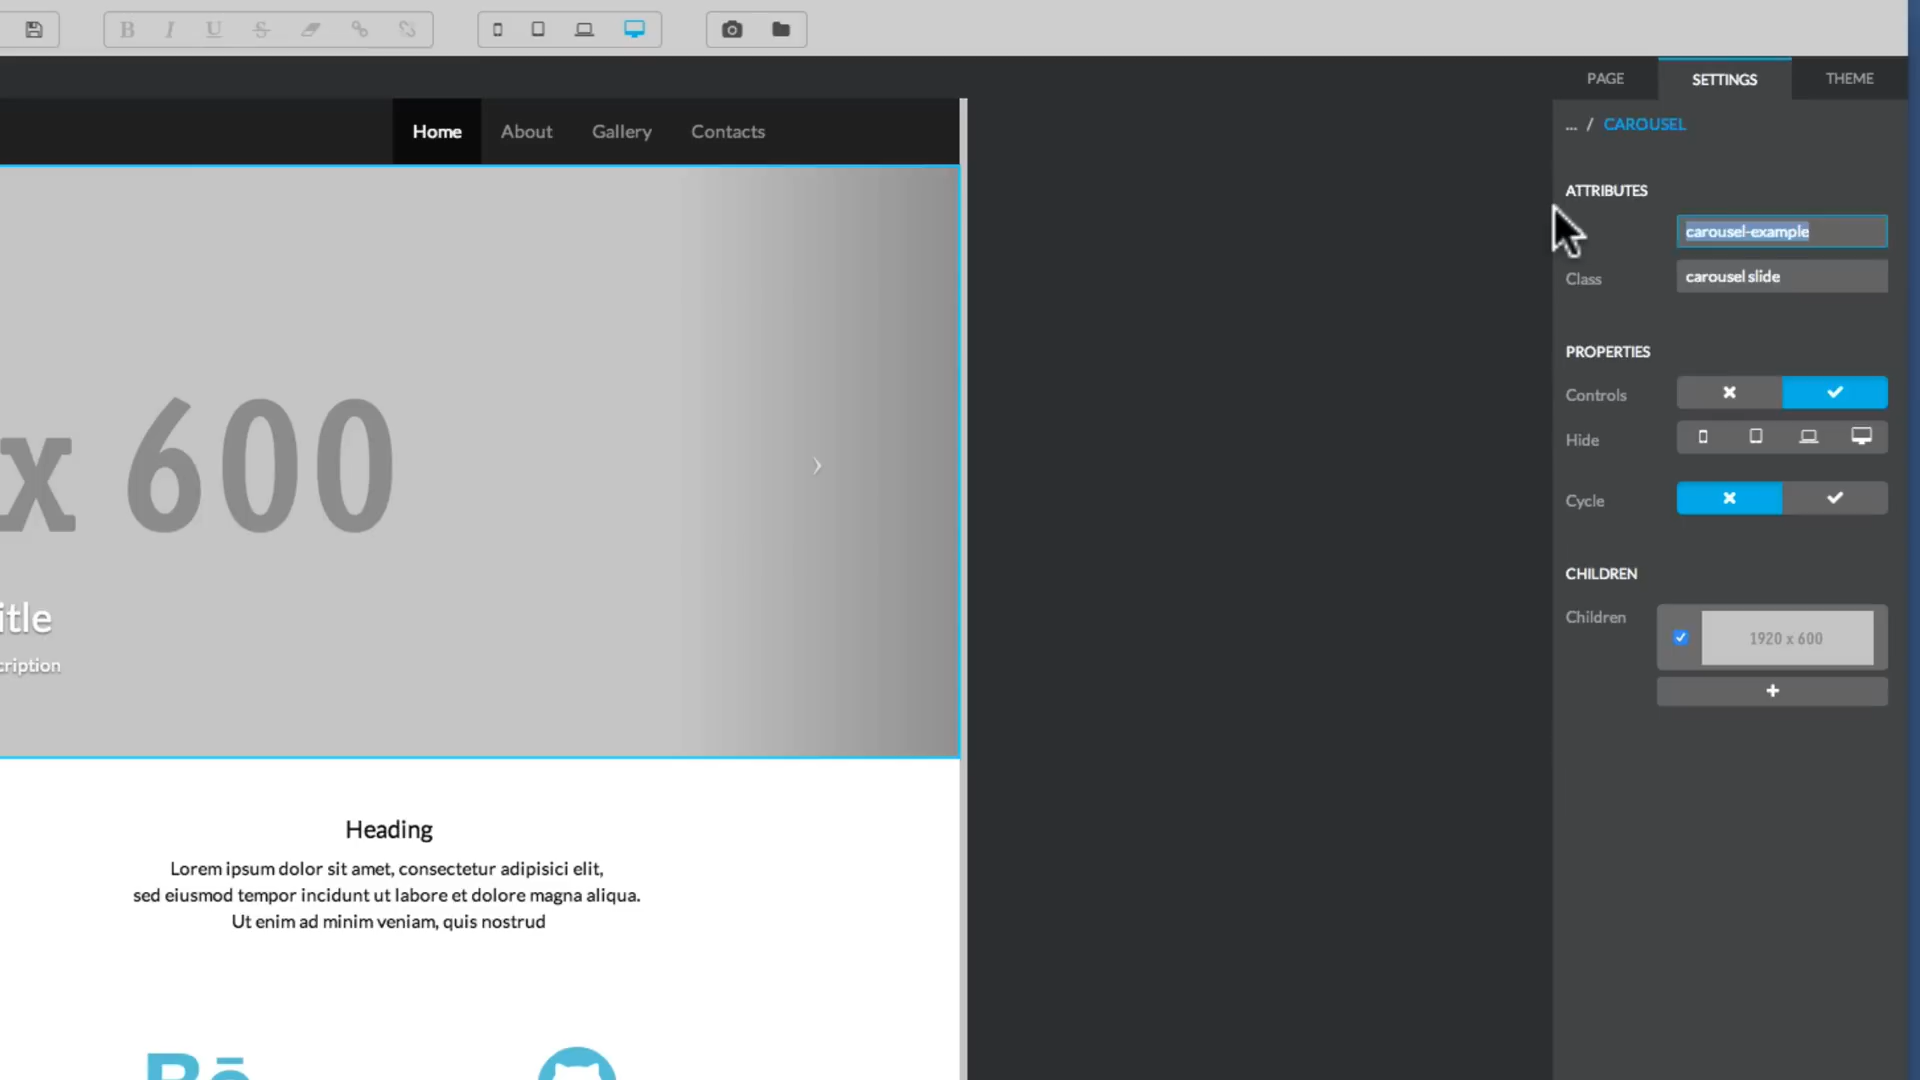 B I U S
PAGE SETTINGS THEME
... / CAROUSEL
Home About Gallery Contacts
ATTRIBUTES
carousel-example
Class carousel slide
PROPERTIES
Controls
Hide
Cycle
CHILDREN
Children 1920 x 600
x 600
itle
cription
Heading
Lorem ipsum dolor sit amet, consectetur adipisici elit,
sed eiusmod tempor incidunt ut labore et dolore magna aliqua.
Ut enim ad minim veniam, quis nostrud
Bē